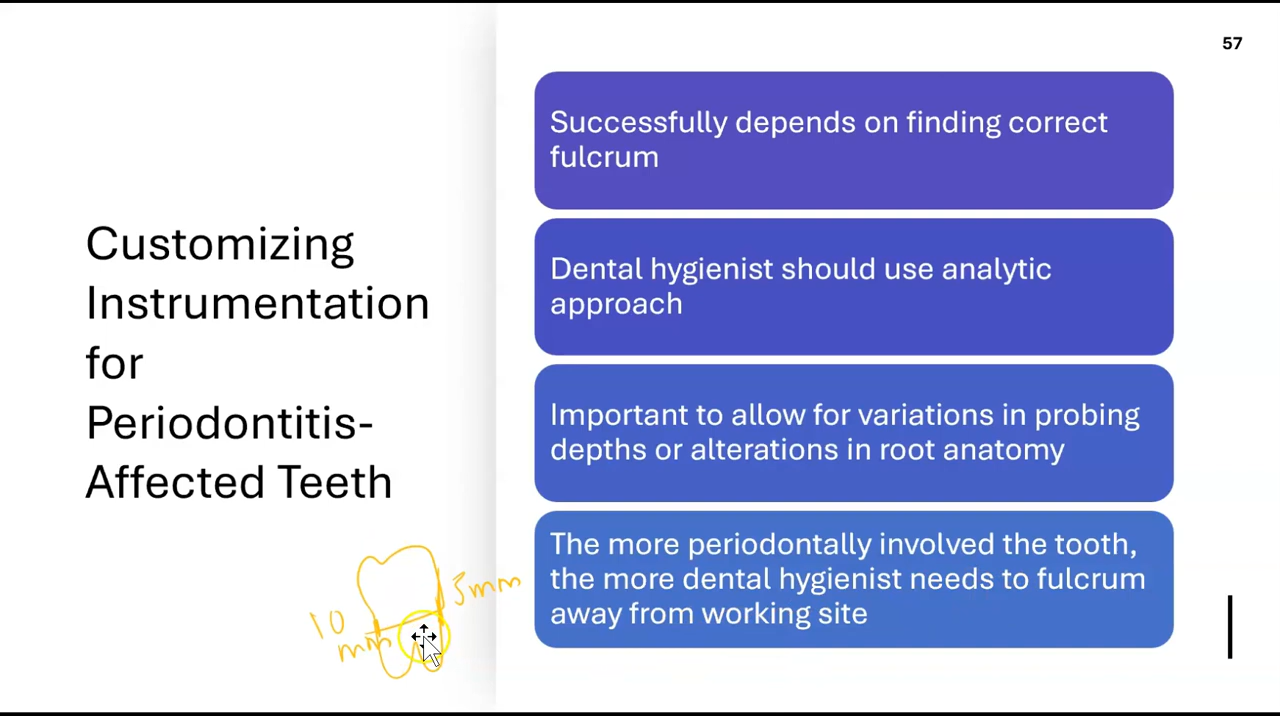 57
Customizing
Instrumentation
for
Periodontitis-
Affected Teeth
Successfully depends on finding correct
fulcrum
Dental hygienist should use analytic
approach
Important to allow for variations in probing
depths or alterations in root anatomy
The more periodontally involved the tooth,
the more dental hygienist needs to fulcrum
away from working site
3mm
10
mm